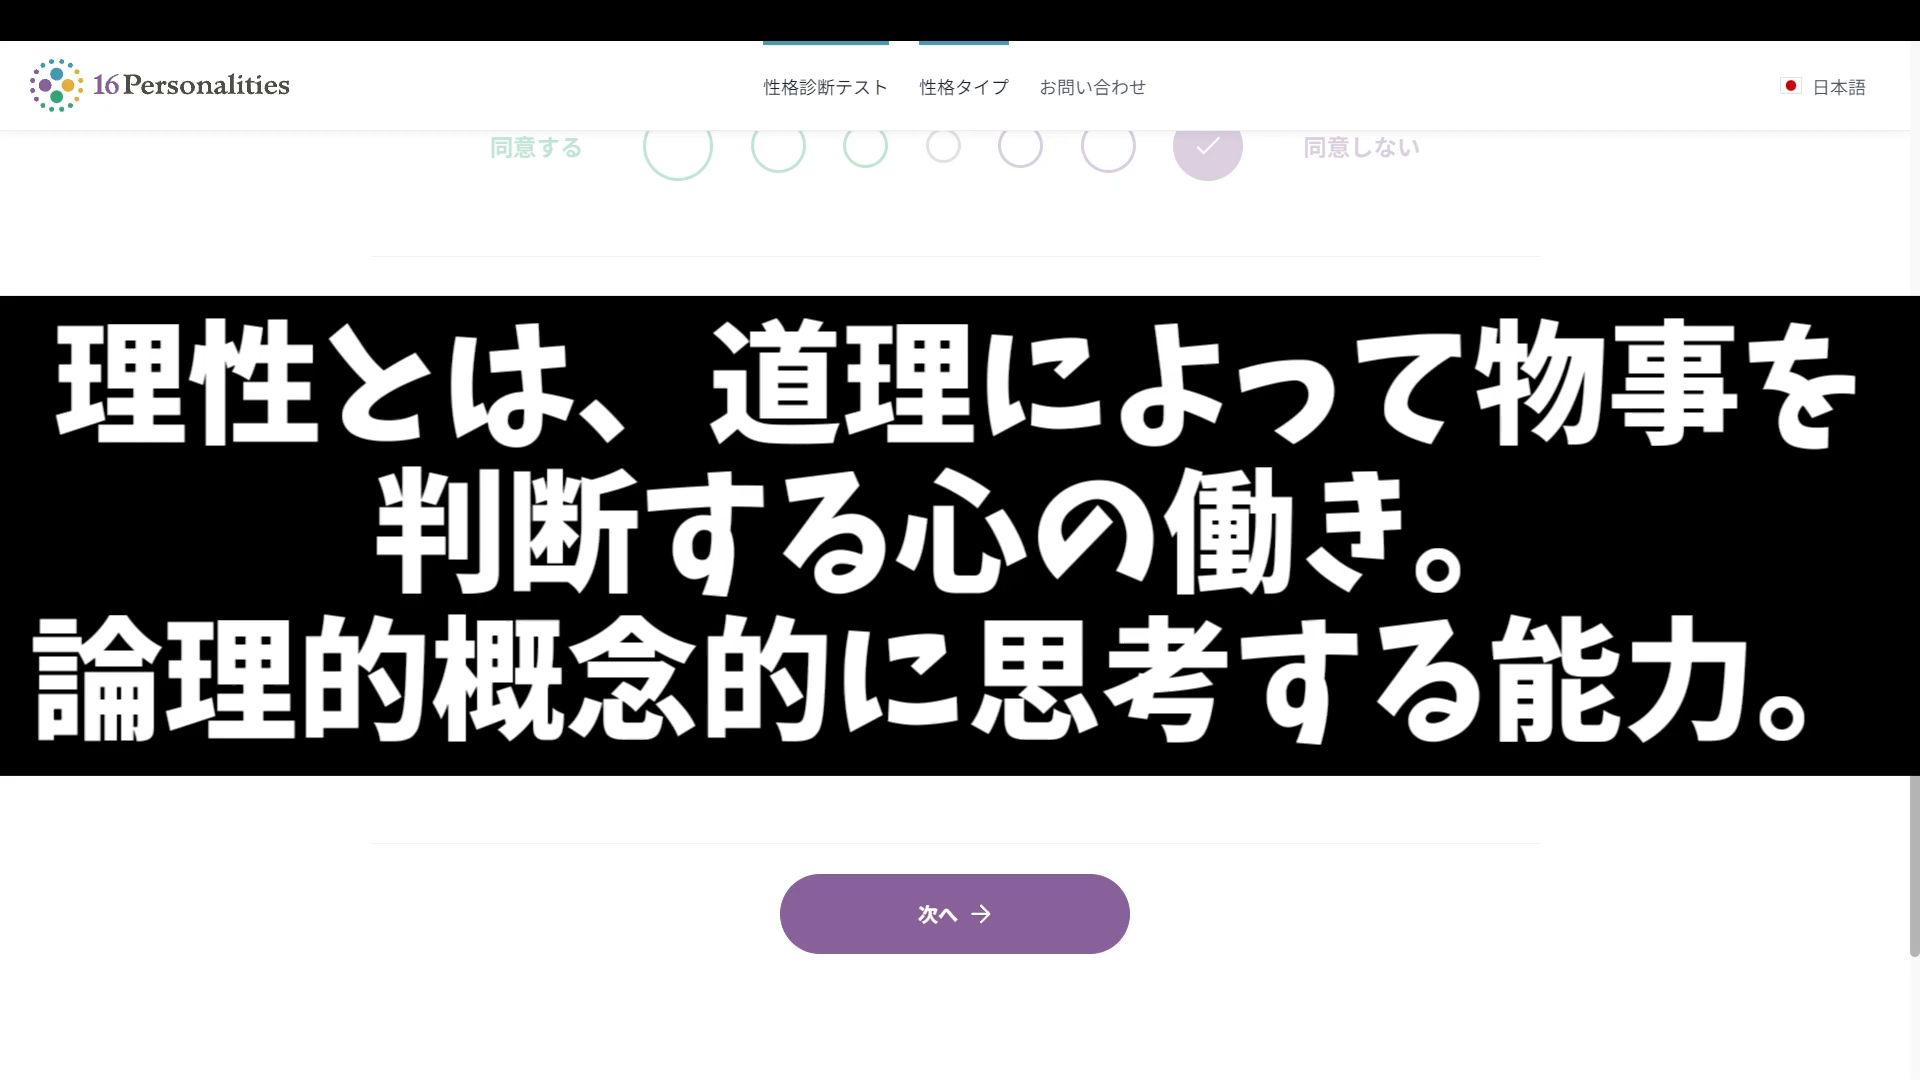 16Personalities
性格診断テスト
性格タイプ
お問い合わせ
日本語
同意する
同意しない
理性とは、道理によって物事を
判断する心の働き。
論理的概念的に思考する能力。
次へ →